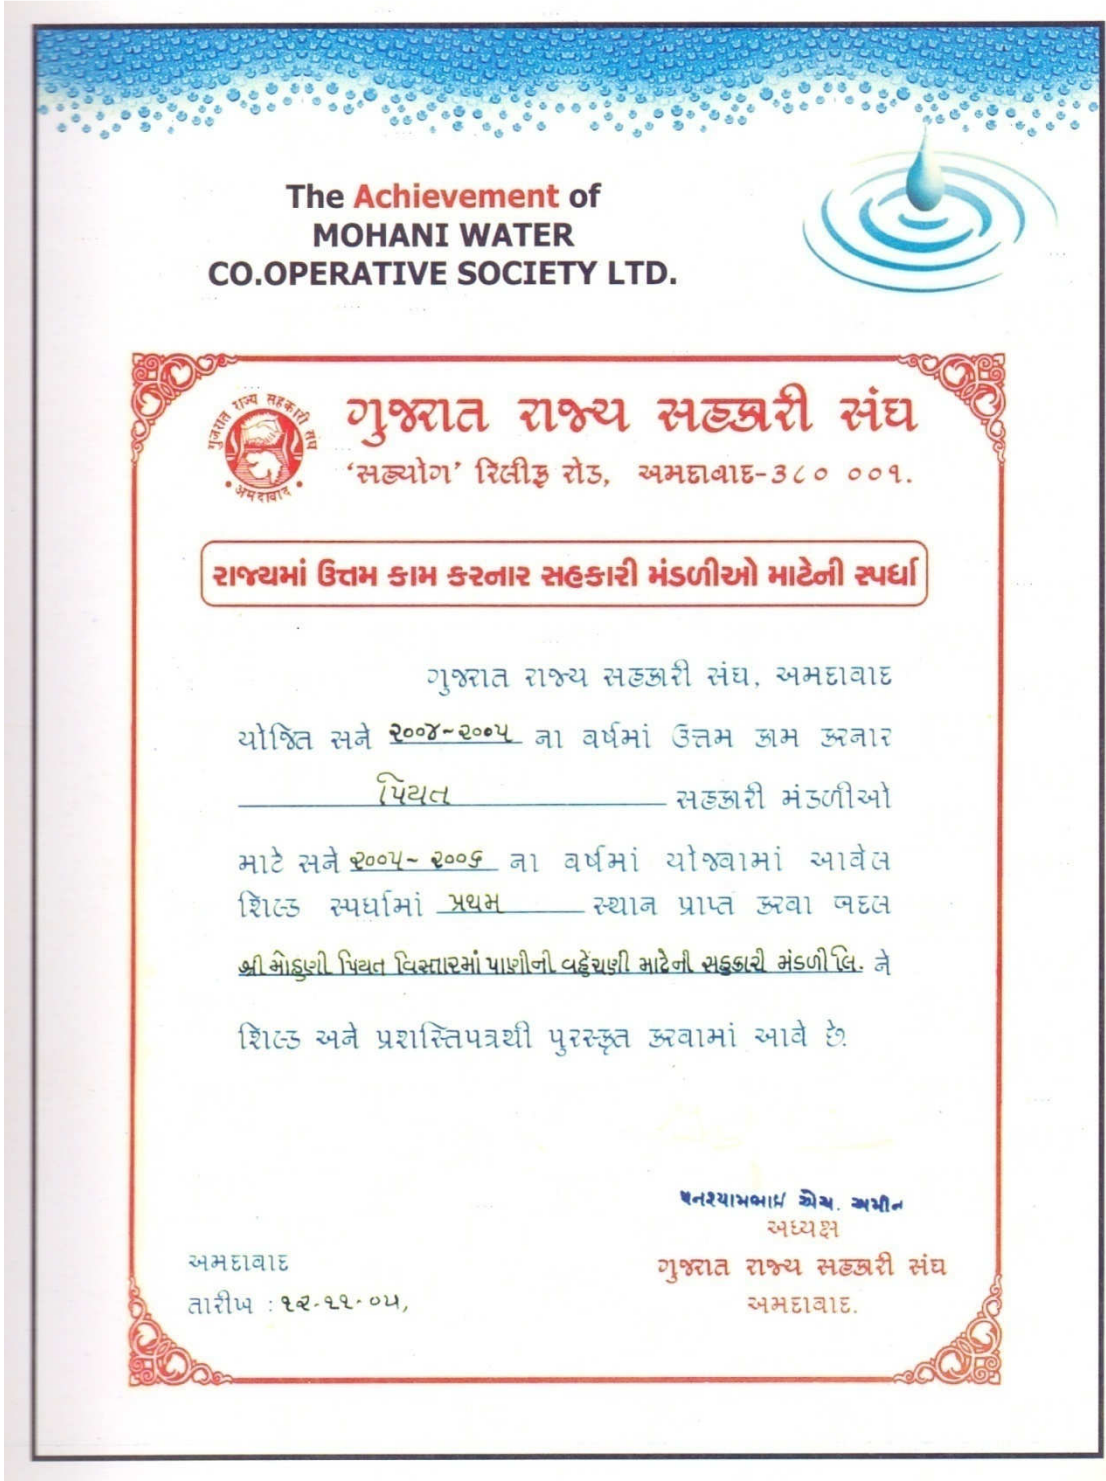 The Achievement of
MOHANI WATER
CO.OPERATIVE SOCIETY LTD.
ગુજરાત રાજ્ય સહકારી સંઘ
અમદાવાદ
ગુજરાત રાજ્ય સહકારી સંઘ
‘સહયોગ’ રિલીફ રોડ, અમદાવાદ-૩૮૦ ૦૦૧.
રાજ્યમાં ઉત્તમ કામ કરનાર સહકારી મંડળીઓ માટેની સ્પર્ધા
ગુજરાત રાજ્ય સહકારી સંઘ, અમદાવાદ
યોજિત સને ૨૦૦૪-૨૦૦૫ ના વર્ષમાં ઉત્તમ કામ કરનાર
પિયત સહકારી મંડળીઓ
માટે સને ૨૦૦૫-૨૦૦૬ ના વર્ષમાં યોજવામાં આવેલ
શિલ્ડ સ્પર્ધામાં પ્રથમ સ્થાન પ્રાપ્ત કરવા બદલ
શ્રી મોહણી પિયત વિસ્તારમાં પાણીની વહેંચણી માટેની સહકારી મંડળી લિ. ને
શિલ્ડ અને પ્રશસ્તિપત્રથી પુરસ્કૃત કરવામાં આવે છે.
ઘનશ્યામભાઇ એચ. અમીન
અધ્યક્ષ
ગુજરાત રાજ્ય સહકારી સંઘ
અમદાવાદ.
અમદાવાદ
તારીખ : ૧૨-૧૧-૦૫,